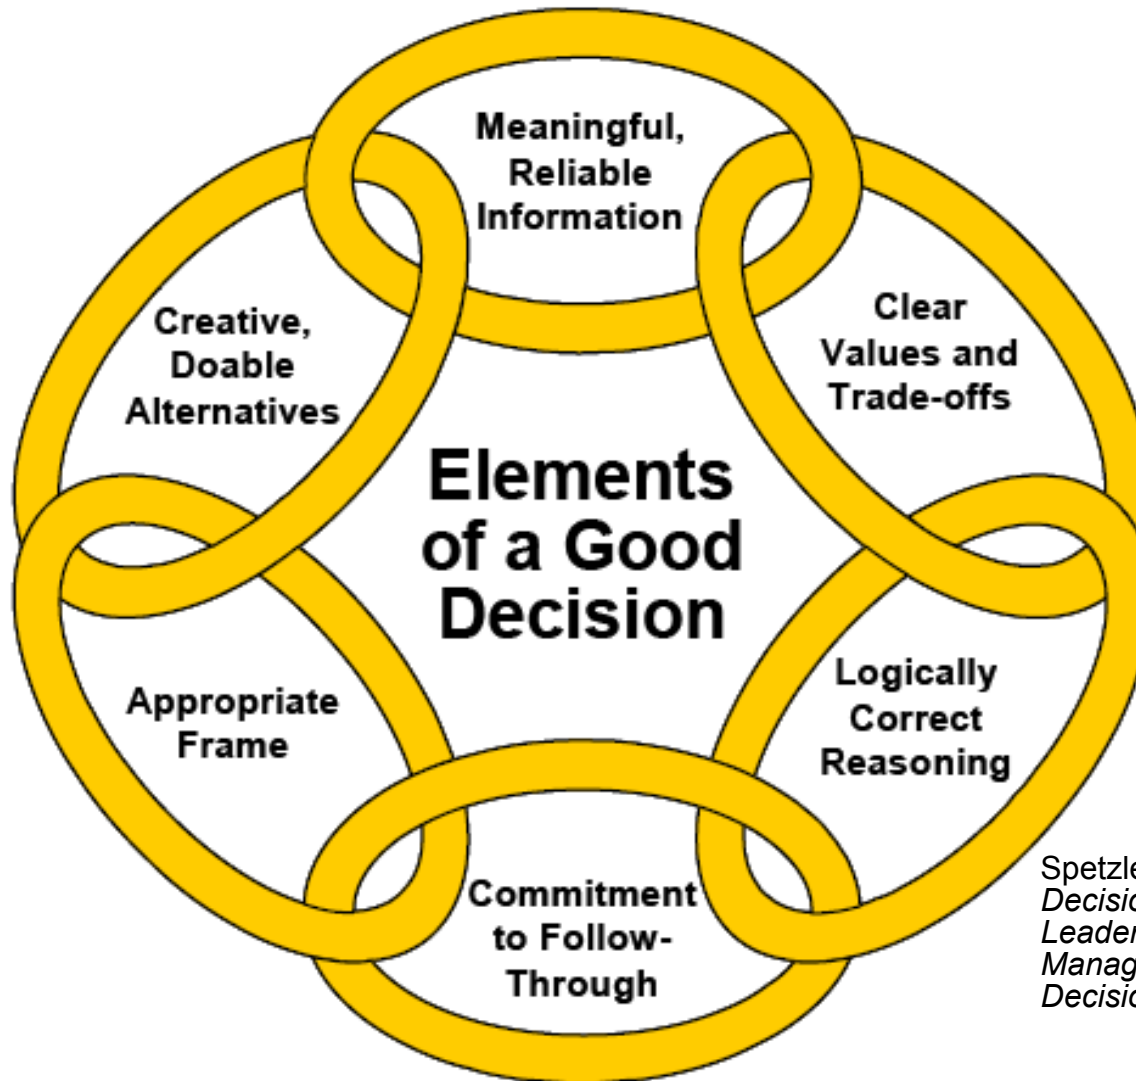 Meaningful,
Reliable
Information
Creative,
Doable
Alternatives
Clear
Values and
Trade-offs
Elements
of a Good
Decision
Appropriate
Frame
Logically
Correct
Reasoning
Commitment
to Follow-
Through